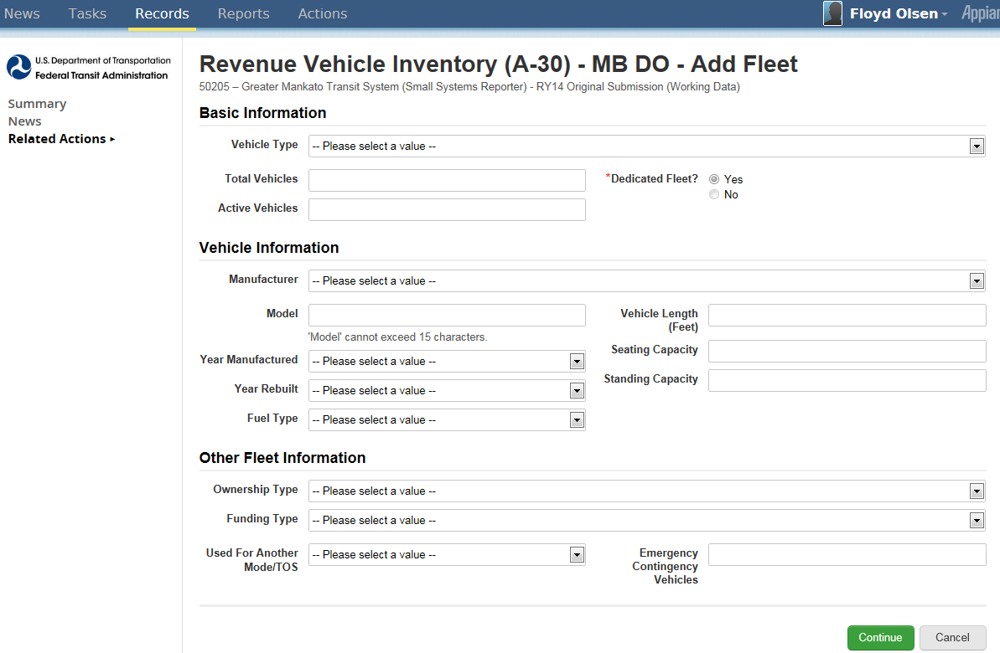 News Tasks Records Reports Actions Floyd Olsen Appian
U.S. Department of Transportation
Federal Transit Administration
Summary
News
Related Actions
Revenue Vehicle Inventory (A-30) - MB DO - Add Fleet
50205 – Greater Mankato Transit System (Small Systems Reporter) - RY14 Original Submission (Working Data)
Basic Information
Vehicle Type -- Please select a value --
Total Vehicles
*Dedicated Fleet? Yes
No
Active Vehicles
Vehicle Information
Manufacturer -- Please select a value --
Model
'Model' cannot exceed 15 characters.
Vehicle Length
(Feet)
Year Manufactured -- Please select a value --
Seating Capacity
Year Rebuilt -- Please select a value --
Standing Capacity
Fuel Type -- Please select a value --
Other Fleet Information
Ownership Type -- Please select a value --
Funding Type -- Please select a value --
Used For Another
Mode/TOS
-- Please select a value --
Emergency
Contingency
Vehicles
Continue Cancel